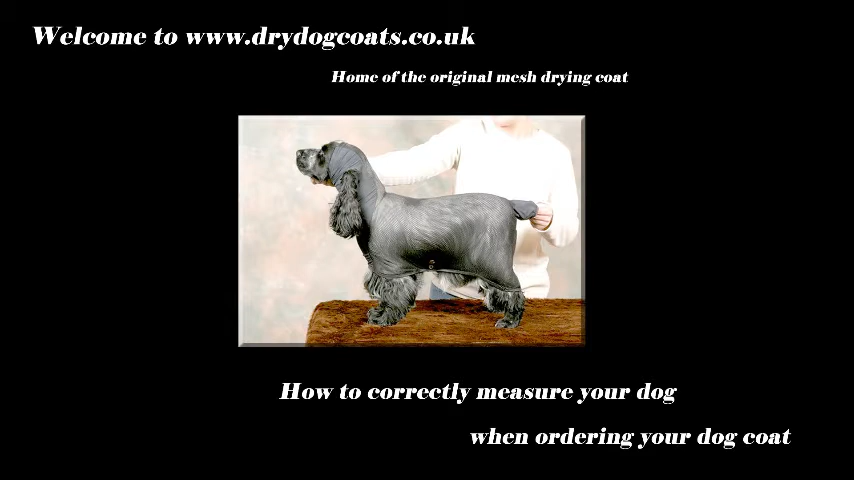 Welcome to www.drydogcoats.co.uk
Home of the original mesh drying coat
How to correctly measure your dog
when ordering your dog coat